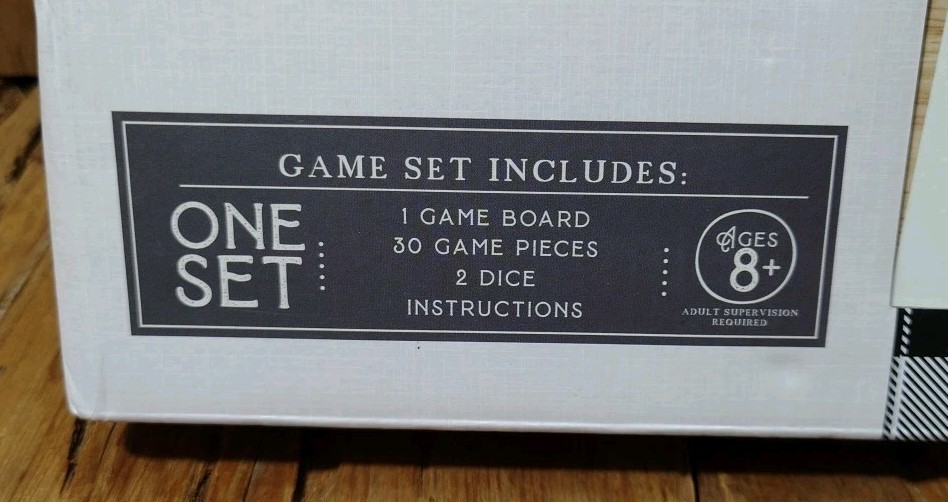 GAME SET INCLUDES:
ONE
SET
1 GAME BOARD
30 GAME PIECES
2 DICE
INSTRUCTIONS
AGES
8+
ADULT SUPERVISION
REQUIRED